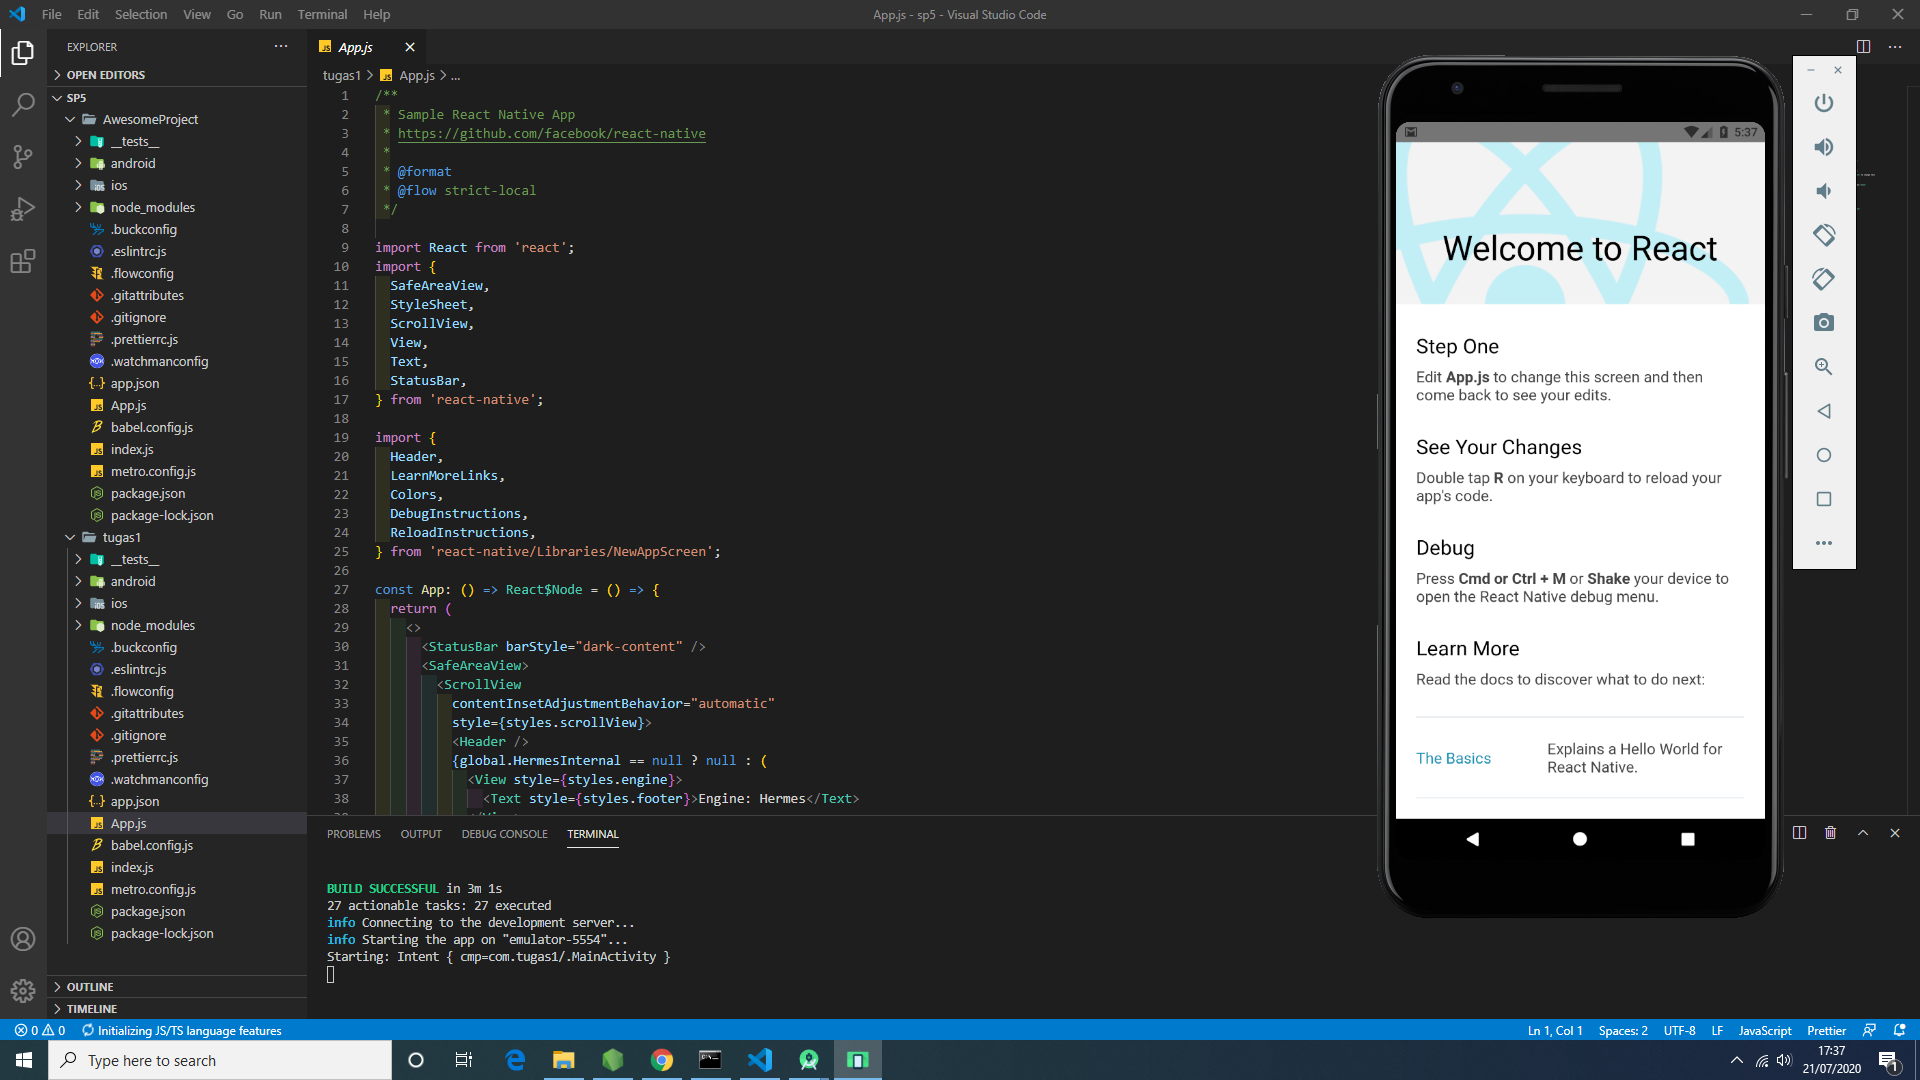 File Edit Selection View Go Run Terminal Help
App.js - sp5 - Visual Studio Code
EXPLORER
OPEN EDITORS
SP5
AwesomeProject
__tests__
android
ios
node_modules
.buckconfig
.eslintrc.js
.flowconfig
.gitattributes
.gitignore
.prettierrc.js
.watchmanconfig
app.json
App.js
babel.config.js
index.js
metro.config.js
package.json
package-lock.json
tugas1
__tests__
android
ios
node_modules
.buckconfig
.eslintrc.js
.flowconfig
.gitattributes
.gitignore
.prettierrc.js
.watchmanconfig
app.json
App.js
babel.config.js
index.js
metro.config.js
package.json
package-lock.json
OUTLINE
TIMELINE
App.js
tugas1 > App.js > ...
1 /**
2 * Sample React Native App
3 * https://github.com/facebook/react-native
4 *
5 * @format
6 * @flow strict-local
7 */
8
9 import React from 'react';
10 import {
11 SafeAreaView,
12 StyleSheet,
13 ScrollView,
14 View,
15 Text,
16 StatusBar,
17 } from 'react-native';
18
19 import {
20 Header,
21 LearnMoreLinks,
22 Colors,
23 DebugInstructions,
24 ReloadInstructions,
25 } from 'react-native/Libraries/NewAppScreen';
26
27 const App: () => React$Node = () => {
28 return (
29 <>
30 <StatusBar barStyle="dark-content" />
31 <SafeAreaView>
32 <ScrollView
33 contentInsetAdjustmentBehavior="automatic"
34 style={styles.scrollView}>
35 <Header />
36 {global.HermesInternal == null ? null : (
37 <View style={styles.engine}>
38 <Text style={styles.footer}>Engine: Hermes</Text>
PROBLEMS OUTPUT DEBUG CONSOLE TERMINAL
BUILD SUCCESSFUL in 3m 1s
27 actionable tasks: 27 executed
info Connecting to the development server...
info Starting the app on "emulator-5554"...
Starting: Intent { cmp=com.tugas1/.MainActivity }
5:37
Welcome to React
Step One
Edit App.js to change this screen and then
come back to see your edits.
See Your Changes
Double tap R on your keyboard to reload your
app's code.
Debug
Press Cmd or Ctrl + M or Shake your device to
open the React Native debug menu.
Learn More
Read the docs to discover what to do next:
The Basics
Explains a Hello World for
React Native.
0 0 Initializing JS/TS language features
Ln 1, Col 1 Spaces: 2 UTF-8 LF JavaScript Prettier
Type here to search
17:37
21/07/2020
1